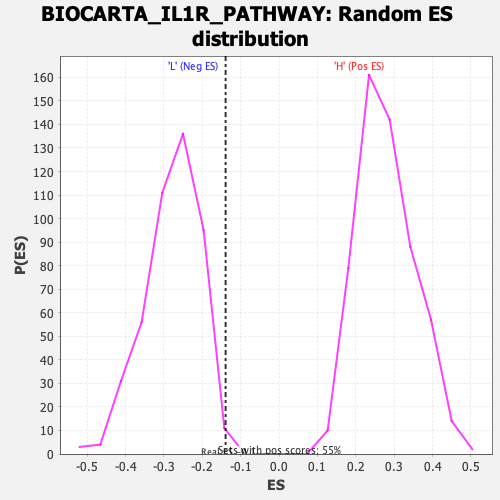 BIOCARTA_IL1R_PATHWAY: Random ES
distribution
'L' (Neg ES)
'H' (Pos ES)
160
150
140
130
120
110
100
90
80
70
60
50
40
30
20
10
0
P(ES)
Sets with pos scores: 55%
-0.5 -0.4 -0.3 -0.2 -0.1 0.0 0.1 0.2 0.3 0.4 0.5
ES